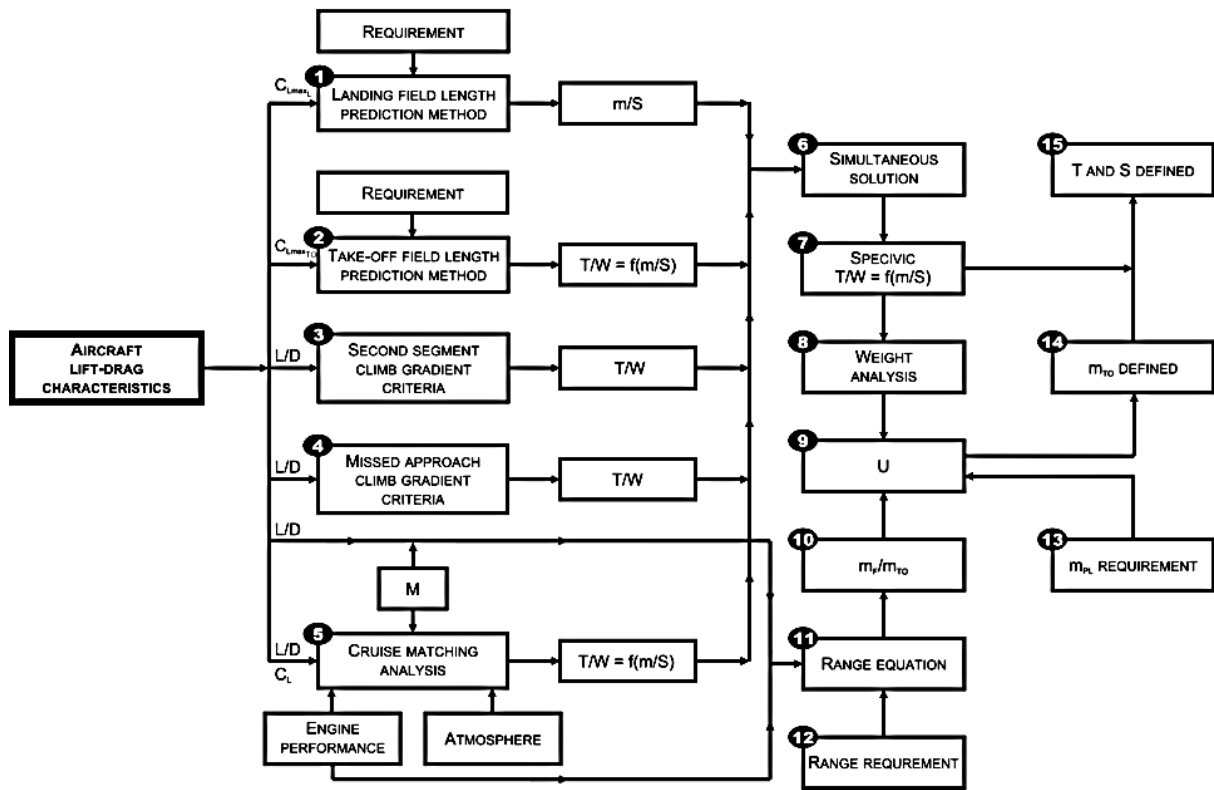 REQUIREMENT
1
C_Lmax_L
LANDING FIELD LENGTH
PREDICTION METHOD
m/S
6
SIMULTANEOUS
SOLUTION
15
T AND S DEFINED
REQUIREMENT
2
C_Lmax_TO
TAKE-OFF FIELD LENGTH
PREDICTION METHOD
T/W = f(m/S)
7
SPECIVIC
T/W = f(m/S)
AIRCRAFT
LIFT-DRAG
CHARACTERISTICS
3
L/D
SECOND SEGMENT
CLIMB GRADIENT
CRITERIA
T/W
8
WEIGHT
ANALYSIS
14
m_TO DEFINED
4
L/D
MISSED APPROACH
CLIMB GRADIENT
CRITERIA
T/W
9
U
L/D
M
10
m_F/m_TO
13
m_PL REQUIREMENT
5
L/D
C_L
CRUISE MATCHING
ANALYSIS
T/W = f(m/S)
11
RANGE EQUATION
ENGINE
PERFORMANCE
ATMOSPHERE
12
RANGE REQUREMENT